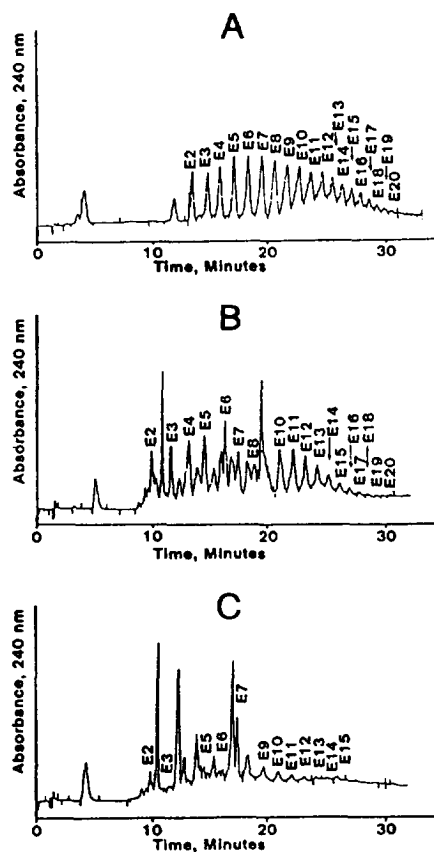 A
Absorbance, 240 nm
E2 E3 E4 E5 E6 E7 E8 E9 E10 E11 E12 E13 E14 E15 E16 E17 E18 E19 E20
0 10 20 30
Time, Minutes
B
Absorbance, 240 nm
E2 E3 E4 E5 E6 E7 E8 E10 E11 E12 E13 E14 E15 E16 E17 E18 E19 E20
0 10 20 30
Time, Minutes
C
Absorbance, 240 nm
E2 E3 E5 E6 E7 E9 E10 E11 E12 E13 E14 E15
0 10 20 30
Time, Minutes